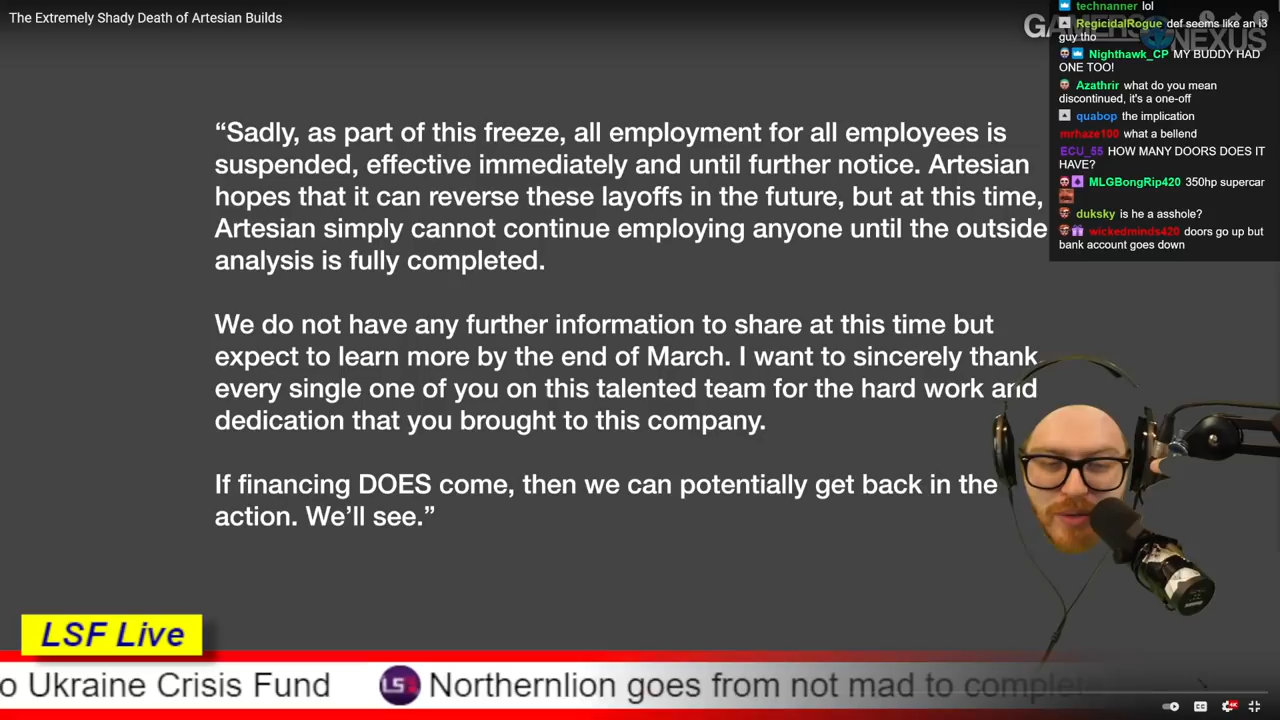 The Extremely Shady Death of Artesian Builds
GAMERS
NEXUS
technanner lol
RegicidalRogue def seems like an i3
guy tho
Nighthawk_CP MY BUDDY HAD
ONE TOO!
Azathrir what do you mean
discontinued, it's a one-off
quabop the implication
mrhaze100 what a bellend
ECU_55 HOW MANY DOORS DOES IT
HAVE?
MLGBongRip420 350hp supercar
duksky is he a asshole?
wickedminds420 doors go up but
bank account goes down
“Sadly, as part of this freeze, all employment for all employees is
suspended, effective immediately and until further notice. Artesian
hopes that it can reverse these layoffs in the future, but at this time,
Artesian simply cannot continue employing anyone until the outside
analysis is fully completed.
We do not have any further information to share at this time but
expect to learn more by the end of March. I want to sincerely thank
every single one of you on this talented team for the hard work and
dedication that you brought to this company.
If financing DOES come, then we can potentially get back in the
action. We’ll see.”
LSF Live
o Ukraine Crisis Fund LS Northernlion goes from not mad to comple
CC